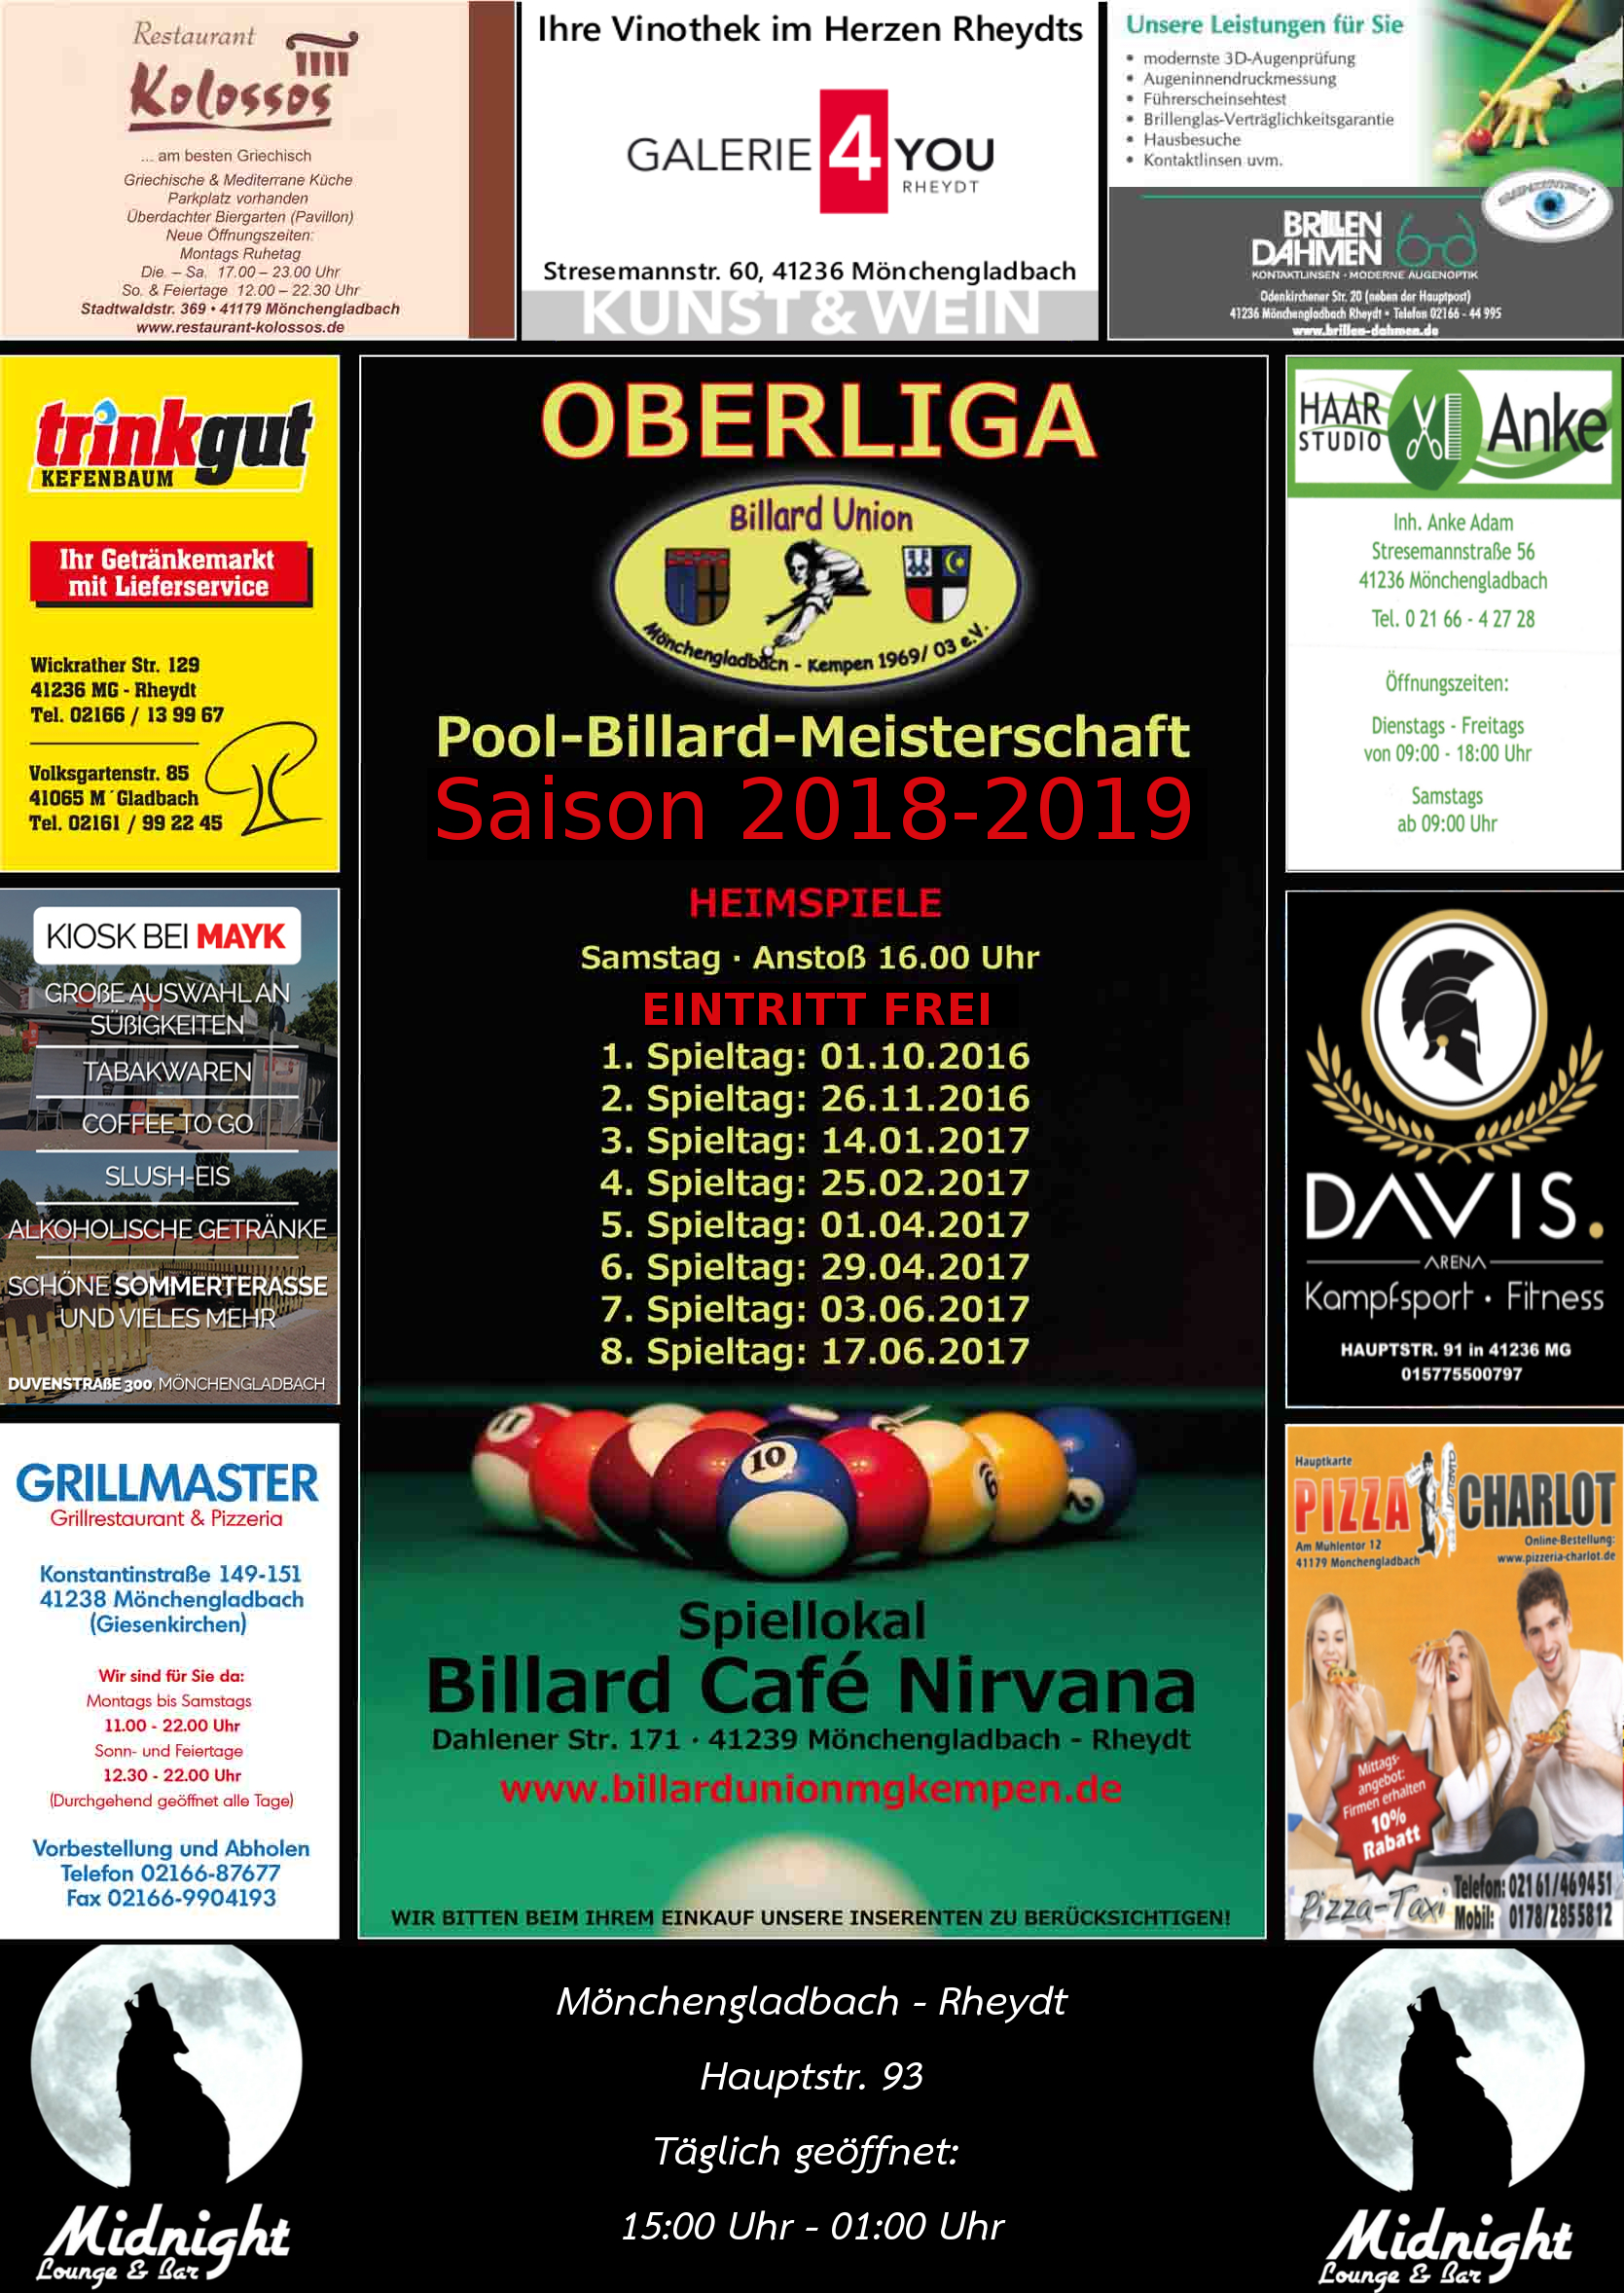 Restaurant
Kolossos
... am besten Griechisch
Griechische & Mediterrane Küche
Parkplatz vorhanden
Überdachter Biergarten (Pavillon)
Neue Öffnungszeiten:
Montags Ruhetag
Die. – Sa. 17.00 – 23.00 Uhr
So. & Feiertage 12.00 – 22.30 Uhr
Stadtwaldstr. 369 • 41179 Mönchengladbach
www.restaurant-kolossos.de
Ihre Vinothek im Herzen Rheydts
GALERIE 4 YOU
RHEYDT
Stresemannstr. 60, 41236 Mönchengladbach
KUNST & WEIN
Unsere Leistungen für Sie
• modernste 3D-Augenprüfung
• Augeninnendruckmessung
• Führerscheinsehtest
• Brillenglas-Verträglichkeitsgarantie
• Hausbesuche
• Kontaktlinsen uvm.
BRILLEN
DAHMEN
KONTAKTLINSEN - MODERNE AUGENOPTIK
Odenkirchener Str. 20 (neben der Hauptpost)
41236 Mönchengladbach Rheydt • Telefon 02166 - 44 995
www.brillen-dahmen.de
trinkgut
KEFENBAUM
Ihr Getränkemarkt
mit Lieferservice
Wickrather Str. 129
41236 MG - Rheydt
Tel. 02166 / 13 99 67
Volksgartenstr. 85
41065 M´Gladbach
Tel. 02161 / 99 22 45
KIOSK BEI MAYK
GROßE AUSWAHL AN
SÜßIGKEITEN
TABAKWAREN
COFFEE TO GO
SLUSH-EIS
ALKOHOLISCHE GETRÄNKE
SCHÖNE SOMMERTERASSE
UND VIELES MEHR
DUVENSTRAßE 300, MÖNCHENGLADBACH
GRILLMASTER
Grillrestaurant & Pizzeria
Konstantinstraße 149-151
41238 Mönchengladbach
(Giesenkirchen)
Wir sind für Sie da:
Montags bis Samstags
11.00 - 22.00 Uhr
Sonn- und Feiertage
12.30 - 22.00 Uhr
(Durchgehend geöffnet alle Tage)
Vorbestellung und Abholen
Telefon 02166-87677
Fax 02166-9904193
OBERLIGA
Billard Union
Mönchengladbach - Kempen 1969/ 03 e.V.
Pool-Billard-Meisterschaft
Saison 2018-2019
HEIMSPIELE
Samstag · Anstoß 16.00 Uhr
EINTRITT FREI
1. Spieltag: 01.10.2016
2. Spieltag: 26.11.2016
3. Spieltag: 14.01.2017
4. Spieltag: 25.02.2017
5. Spieltag: 01.04.2017
6. Spieltag: 29.04.2017
7. Spieltag: 03.06.2017
8. Spieltag: 17.06.2017
11
10
9
2
Spiellokal
Billard Café Nirvana
Dahlener Str. 171 · 41239 Mönchengladbach - Rheydt
www.billardunionmgkempen.de
WIR BITTEN BEIM IHREM EINKAUF UNSERE INSERENTEN ZU BERÜCKSICHTIGEN!
HAAR
STUDIO
Anke
Inh. Anke Adam
Stresemannstraße 56
41236 Mönchengladbach
Tel. 0 21 66 - 4 27 28
Öffnungszeiten:
Dienstags - Freitags
von 09:00 - 18:00 Uhr
Samstags
ab 09:00 Uhr
DAVIS.
ARENA
Kampfsport • Fitness
HAUPTSTR. 91 in 41236 MG
015775500797
Hauptkarte
PIZZA CHARLOT
Am Muhlentor 12
41179 Monchengladbach
Online-Bestellung:
www.pizzeria-charlot.de
Mittags-
angebot:
Firmen erhalten
10%
Rabatt
Pizza-Taxi
Telefon: 02161/469451
Mobil: 0178/2855812
Midnight
Lounge & Bar
Mönchengladbach - Rheydt
Hauptstr. 93
Täglich geöffnet:
15:00 Uhr - 01:00 Uhr
Midnight
Lounge & Bar